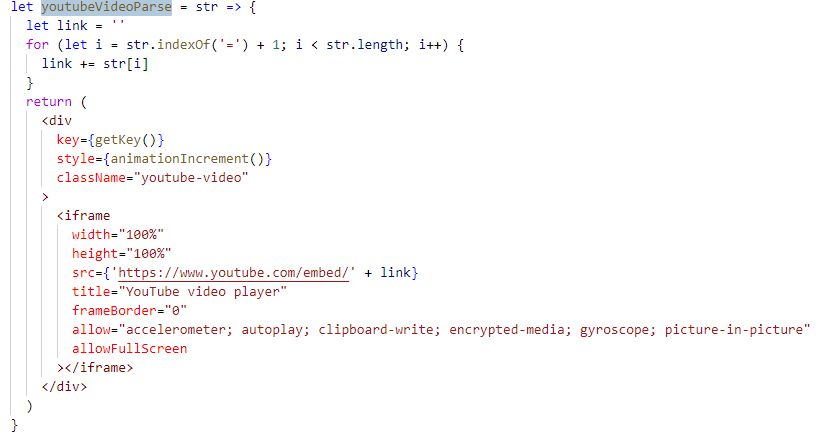 let youtubeVideoParse = str => {
let link = ''
for (let i = str.indexOf('=') + 1; i < str.length; i++) {
link += str[i]
}
return (
<div
key={getKey()}
style={animationIncrement()}
className="youtube-video"
>
<iframe
width="100%"
height="100%"
src={'https://www.youtube.com/embed/' + link}
title="YouTube video player"
frameBorder="0"
allow="accelerometer; autoplay; clipboard-write; encrypted-media; gyroscope; picture-in-picture"
allowFullScreen
></iframe>
</div>
)
}